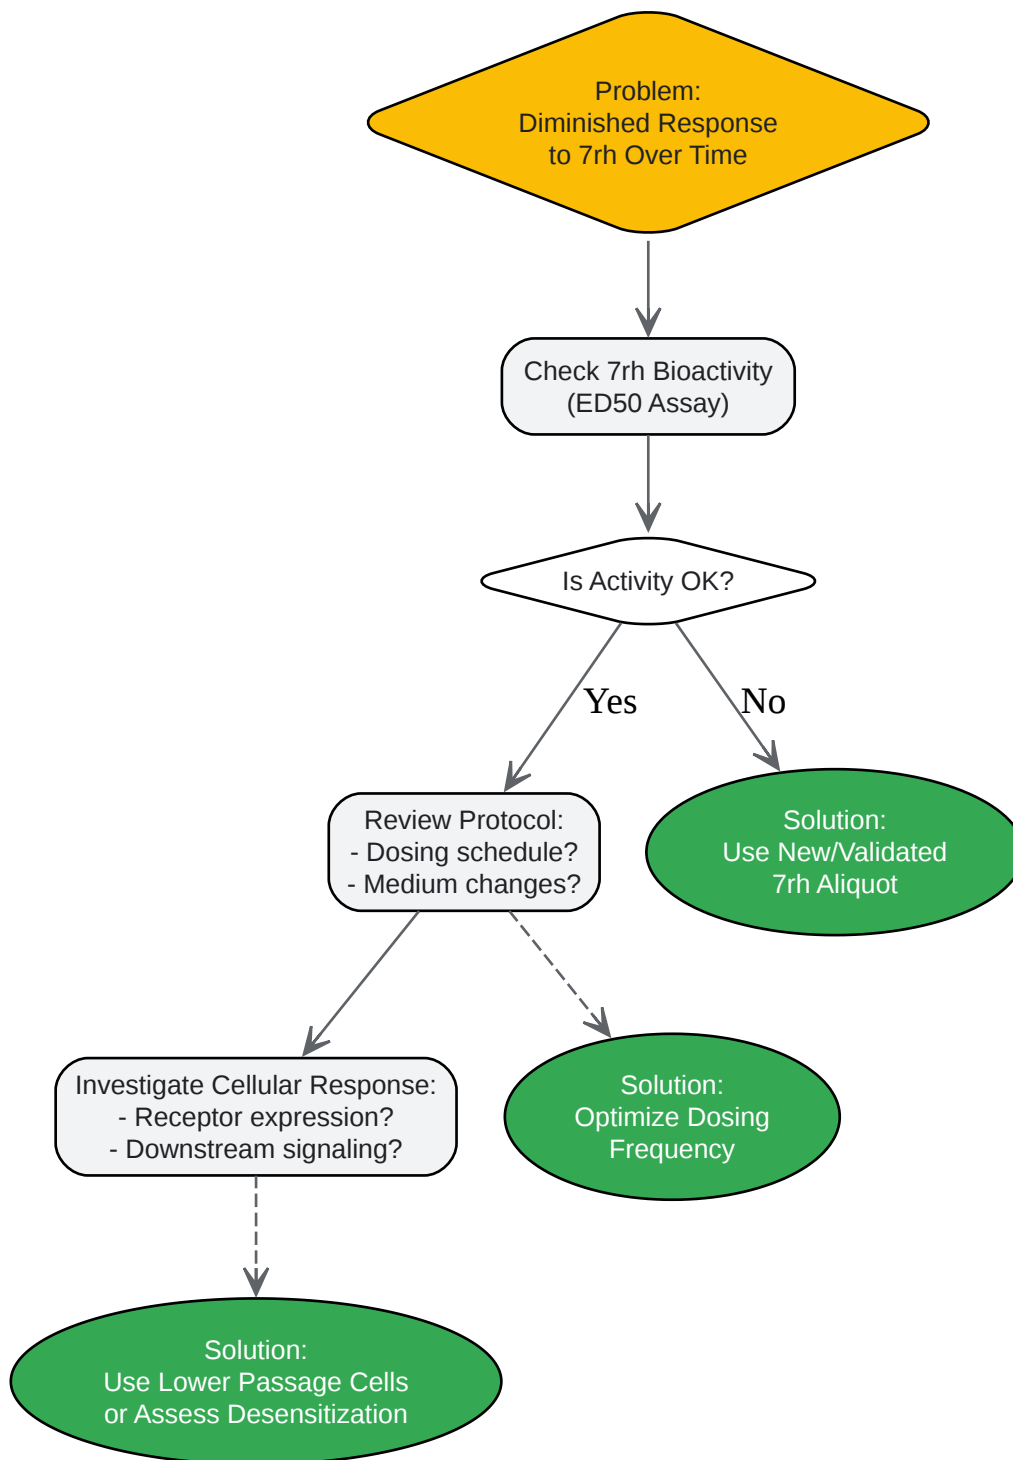 Problem:
Diminished Response
to 7rh Over Time
Check 7rh Bioactivity
(ED50 Assay)
Is Activity OK?
Yes
No
Review Protocol:
- Dosing schedule?
- Medium changes?
Solution:
Use New/Validated
7rh Aliquot
Investigate Cellular Response:
- Receptor expression?
- Downstream signaling?
Solution:
Optimize Dosing
Frequency
Solution:
Use Lower Passage Cells
or Assess Desensitization